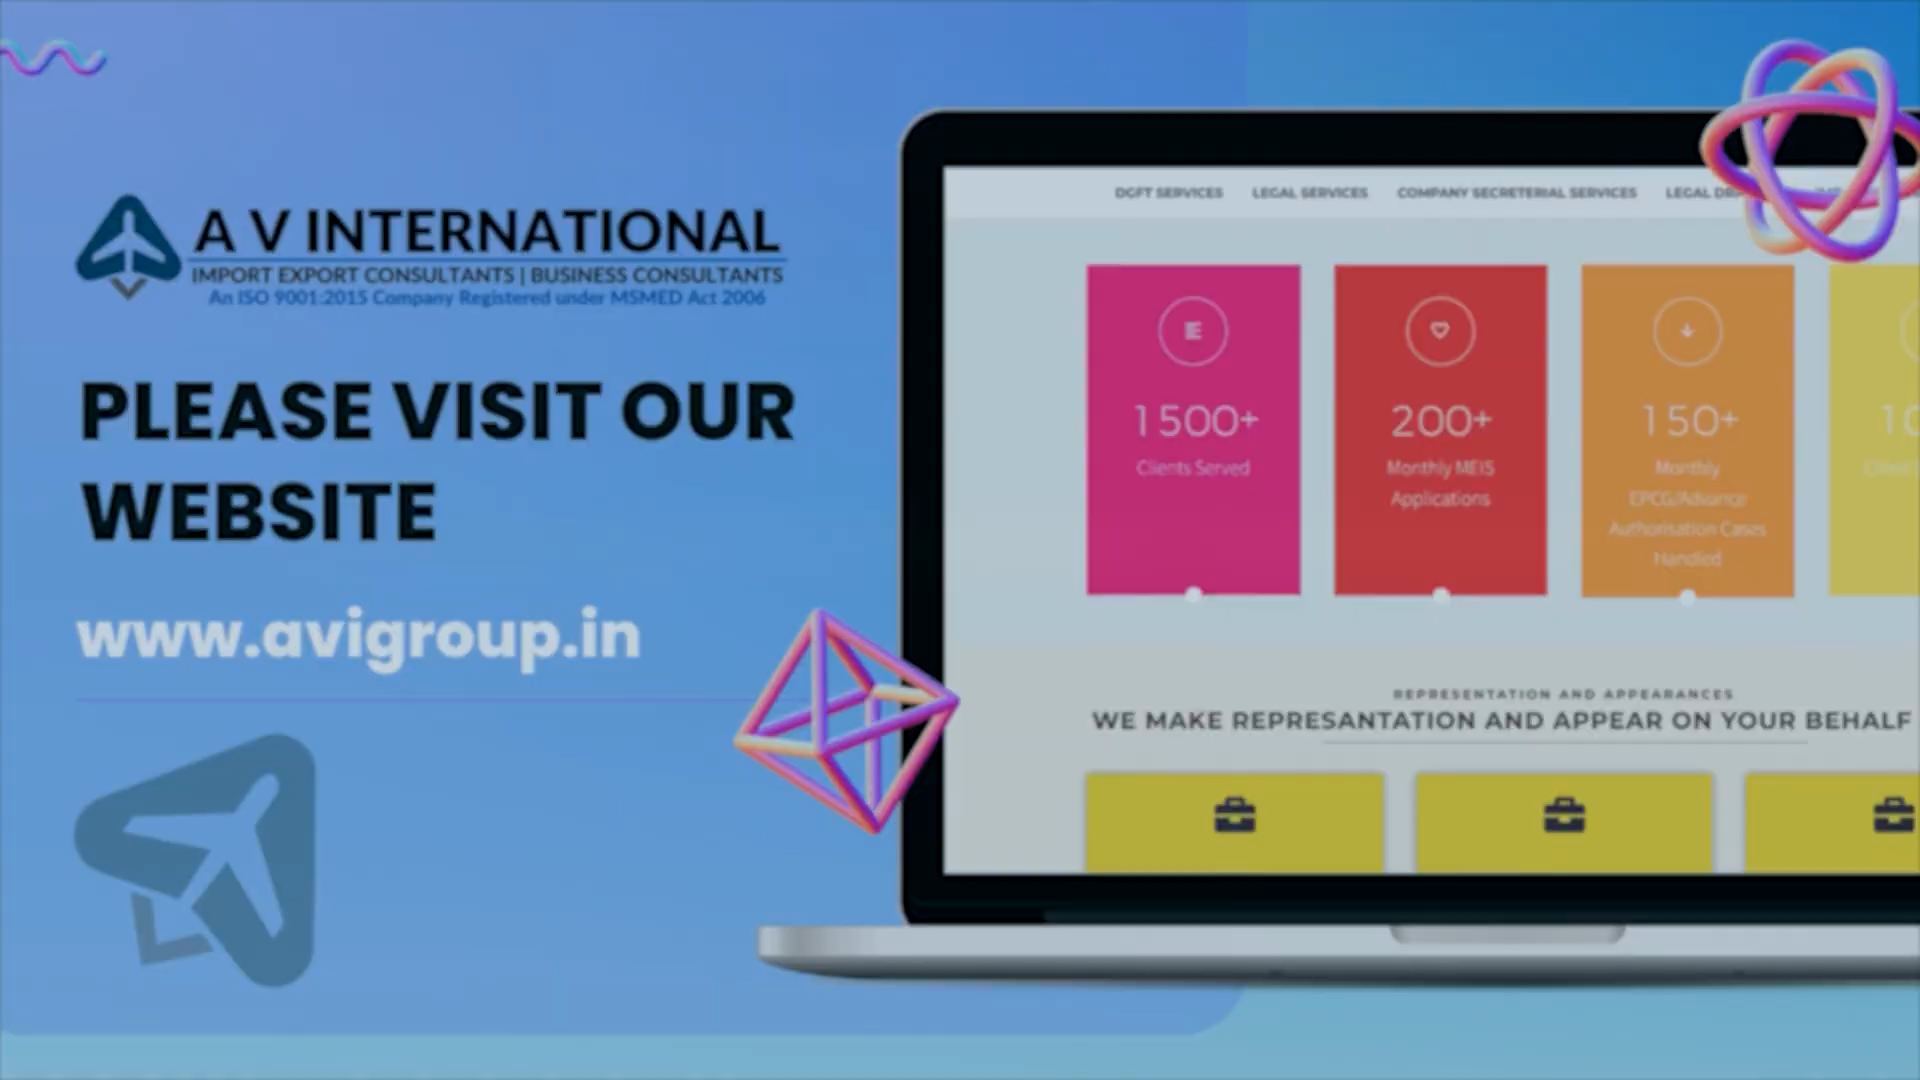 A V INTERNATIONAL
IMPORT EXPORT CONSULTANTS | BUSINESS CONSULTANTS
An ISO 9001:2015 Company Registered under MSMED Act 2006
PLEASE VISIT OUR
WEBSITE
www.avigroup.in
DGFT SERVICES LEGAL SERVICES COMPANY SECRETERIAL SERVICES LEGAL
1500+
Clients Served
200+
Monthly MEIS
Applications
150+
Monthly
EPCG/Advance
Authorisation Cases
Handled
REPRESENTATION AND APPEARANCES
WE MAKE REPRESANTATION AND APPEAR ON YOUR BEHALF